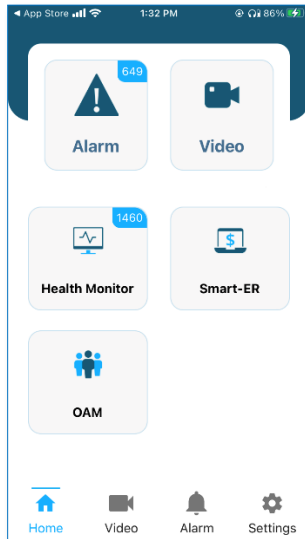 App Store 1:32 PM 86%
649
Alarm Video
1460
$
Health Monitor Smart-ER
OAM
Home Video Alarm Settings